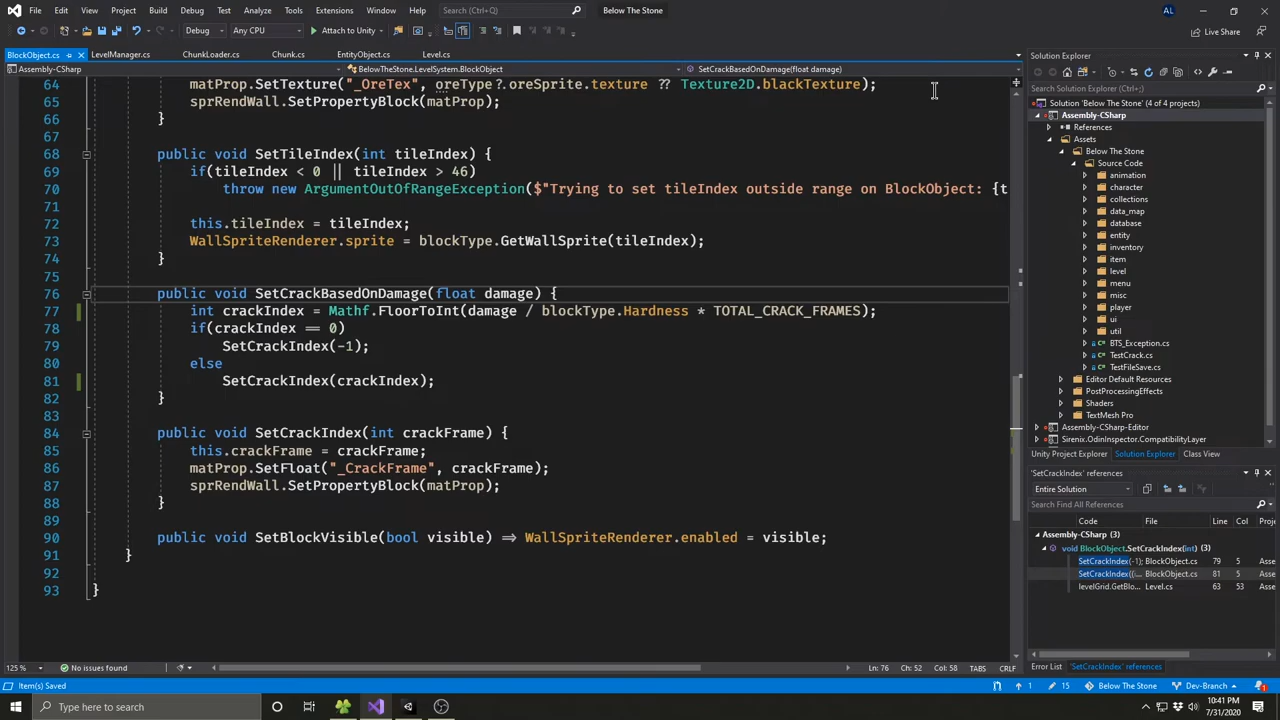 File Edit View Project Build Debug Test Analyze Tools Extensions Window Help Search (Ctrl+Q) Below The Stone AL
Debug Any CPU Attach to Unity Live Share
BlockObject.cs LevelManager.cs ChunkLoader.cs Chunk.cs EntityObject.cs Level.cs
Assembly-CSharp BelowTheStone.LevelSystem.BlockObject SetCrackBasedOnDamage(float damage)
64 matProp.SetTexture("_OreTex", oreType?.oreSprite.texture ?? Texture2D.blackTexture);
65 sprRendWall.SetPropertyBlock(matProp);
66 }
67
68 public void SetTileIndex(int tileIndex) {
69 if(tileIndex < 0 || tileIndex > 46)
70 throw new ArgumentOutOfRangeException($"Trying to set tileIndex outside range on BlockObject: {t
71
72 this.tileIndex = tileIndex;
73 WallSpriteRenderer.sprite = blockType.GetWallSprite(tileIndex);
74 }
75
76 public void SetCrackBasedOnDamage(float damage) {
77 int crackIndex = Mathf.FloorToInt(damage / blockType.Hardness * TOTAL_CRACK_FRAMES);
78 if(crackIndex == 0)
79 SetCrackIndex(-1);
80 else
81 SetCrackIndex(crackIndex);
82 }
83
84 public void SetCrackIndex(int crackFrame) {
85 this.crackFrame = crackFrame;
86 matProp.SetFloat("_CrackFrame", crackFrame);
87 sprRendWall.SetPropertyBlock(matProp);
88 }
89
90 public void SetBlockVisible(bool visible) => WallSpriteRenderer.enabled = visible;
91 }
92
93 }
125 % No issues found Ln: 76 Ch: 52 Col: 58 TABS CRLF
Solution Explorer
Search Solution Explorer (Ctrl+;)
Solution 'Below The Stone' (4 of 4 projects)
Assembly-CSharp
References
Assets
Below The Stone
Source Code
animation
character
collections
data_map
database
entity
inventory
item
level
menu
misc
player
ui
util
BTS_Exception.cs
TestCrack.cs
TestFileSave.cs
Editor Default Resources
PostProcessingEffects
Shaders
TextMesh Pro
Assembly-CSharp-Editor
Sirenix.OdinInspector.CompatibilityLayer
Unity Project Explorer Solution Explorer Class View
'SetCrackIndex' references
Entire Solution
Search Find All References
Code File Line Col
Assembly-CSharp (3)
void BlockObject.SetCrackIndex(int) (3)
SetCrackIndex(-1); BlockObject.cs 79 5 Asse
SetCrackIndex((i... BlockObject.cs 81 5 Asse
levelGrid.GetBlo... Level.cs 63 53 Asse
Error List 'SetCrackIndex' references
Item(s) Saved 1 15 Below The Stone Dev-Branch
Type here to search 10:41 PM
7/31/2020